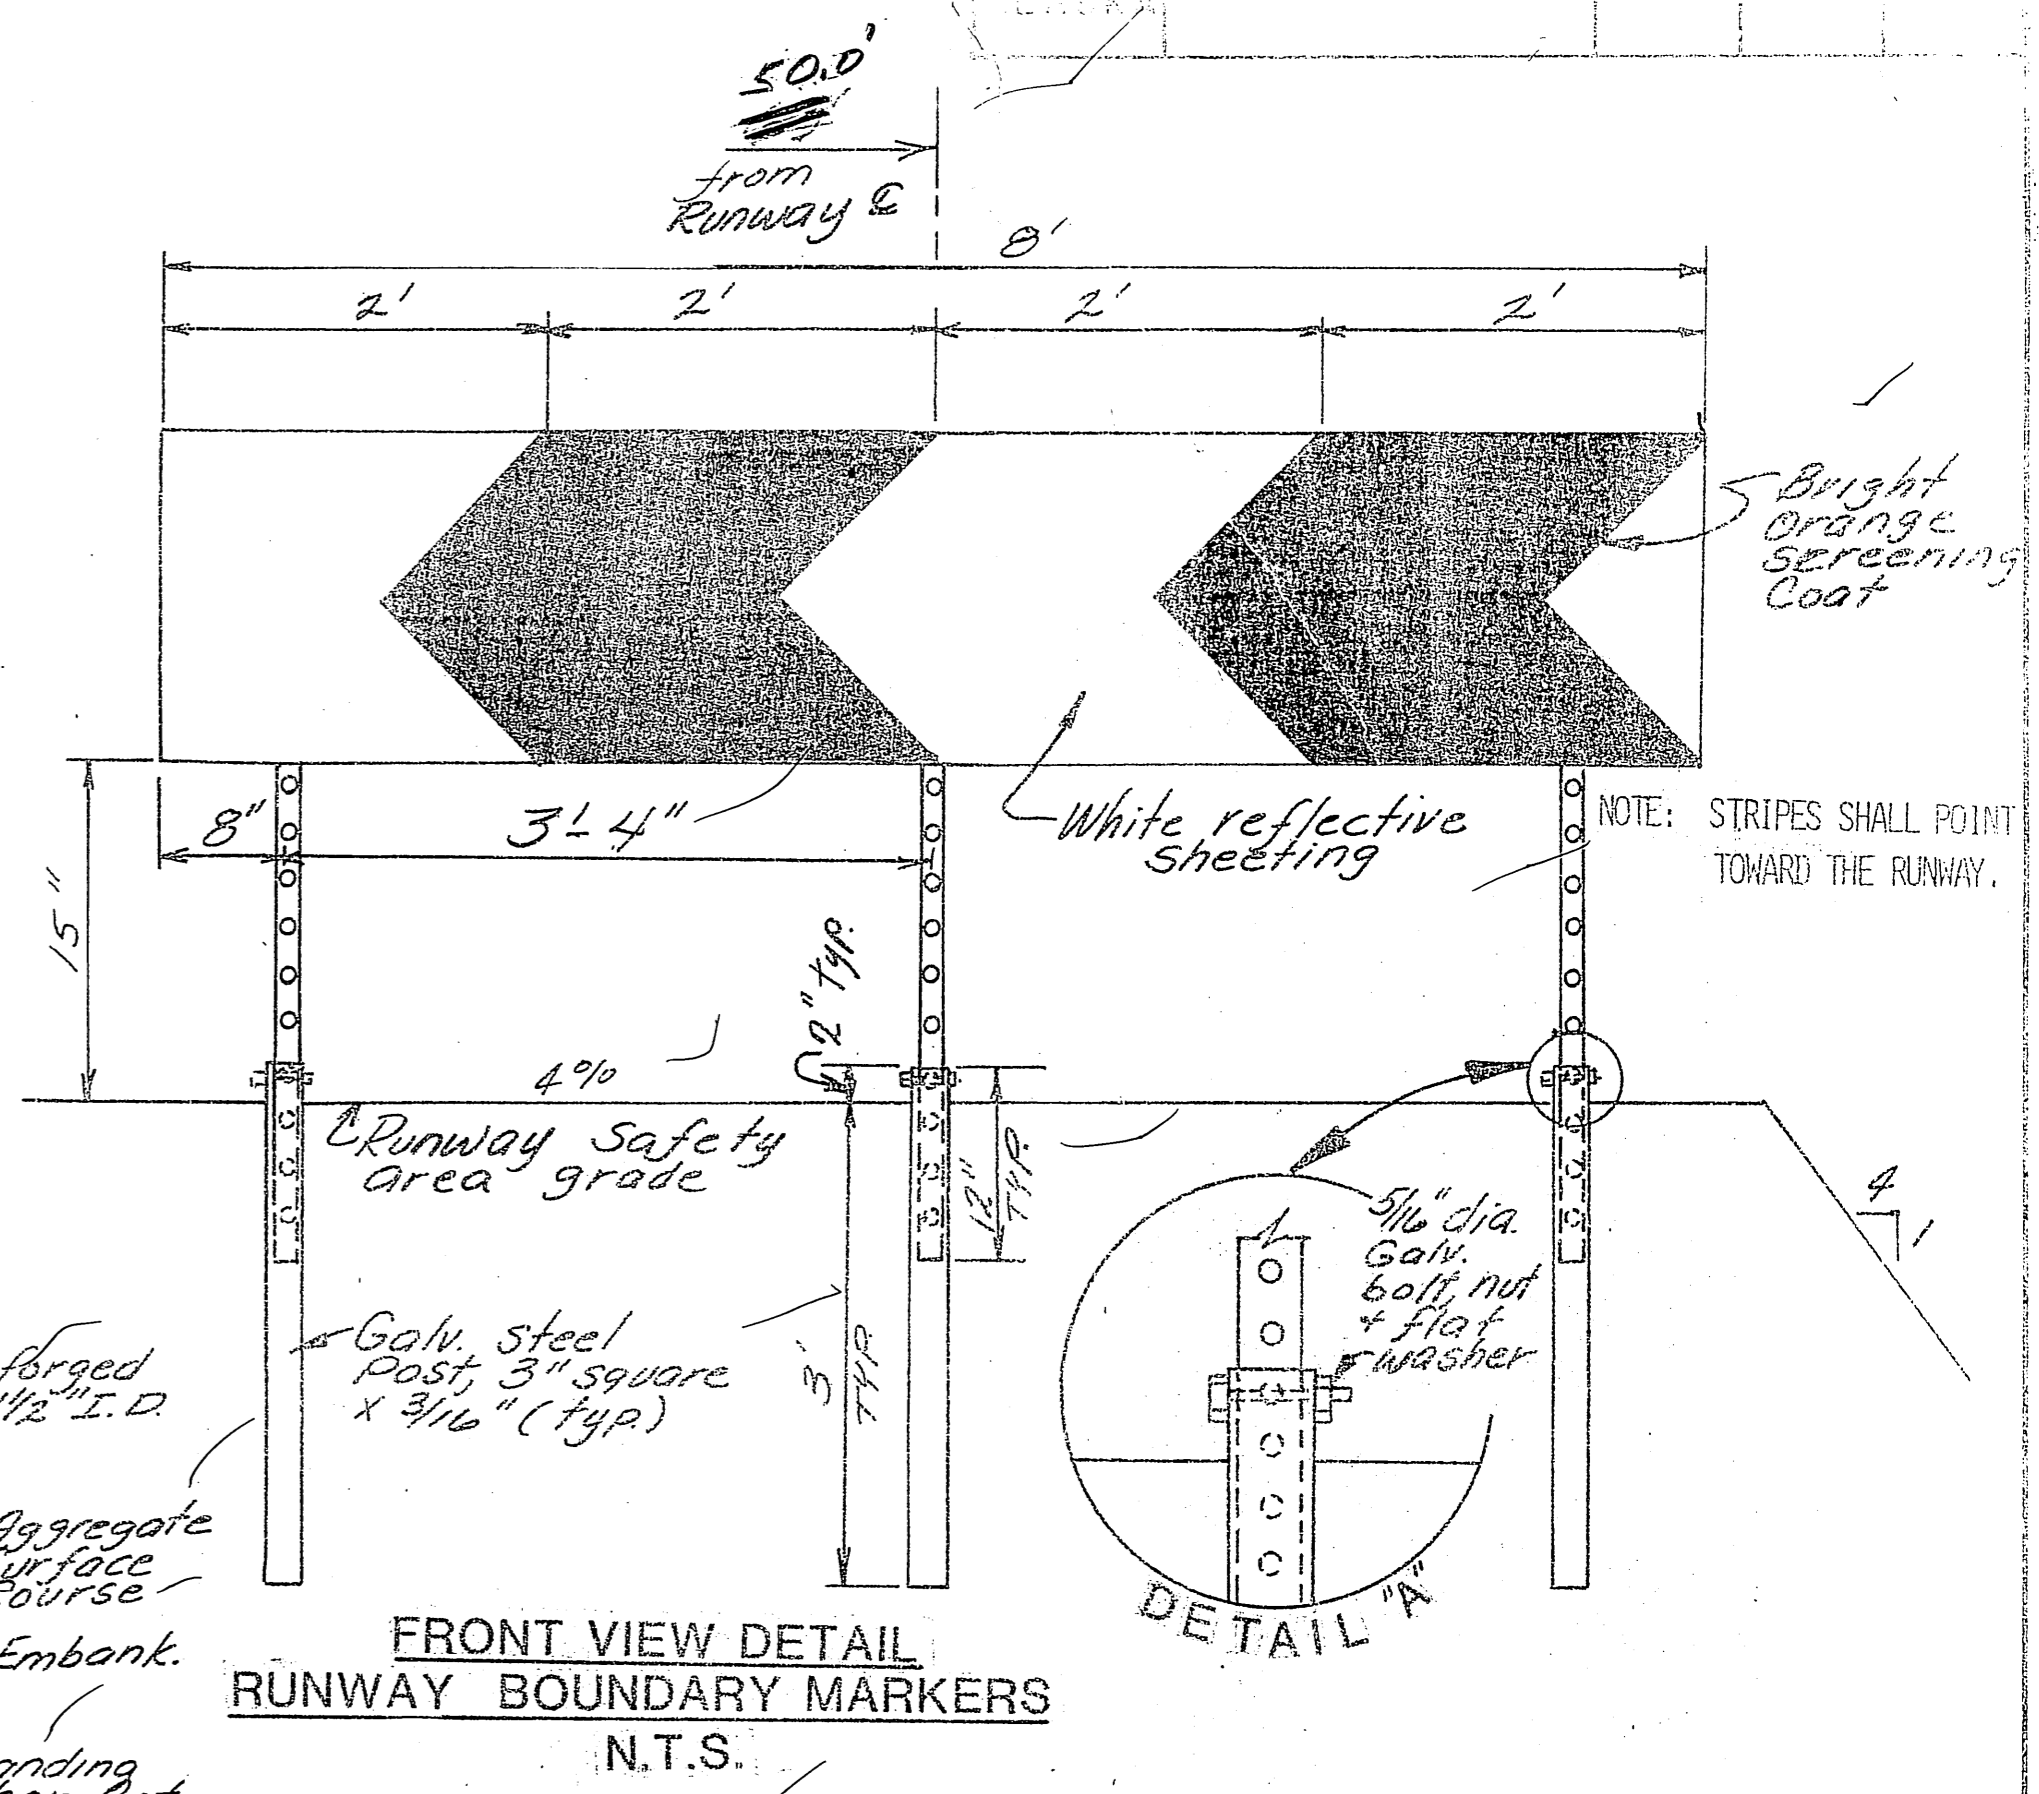 50.0'
from
Runway ℄
8'
2' 2' 2' 2'
Bright
Orange
screening
Coat
8"
3'-4"
White reflective
sheeting
NOTE: STRIPES SHALL POINT
TOWARD THE RUNWAY.
15"
2" typ.
4%
Runway Safety
area grade
12"
TYP.
4
1
5/16" dia.
Galv.
bolt, nut
+ flat
washer
Galv. steel
Post, 3" square
x 3/16" (typ.)
3'
TYP.
forged
1/2" I.D.
Aggregate
urface
Course
Embank.
DETAIL "A"
FRONT VIEW DETAIL
RUNWAY BOUNDARY MARKERS
N.T.S.
anding